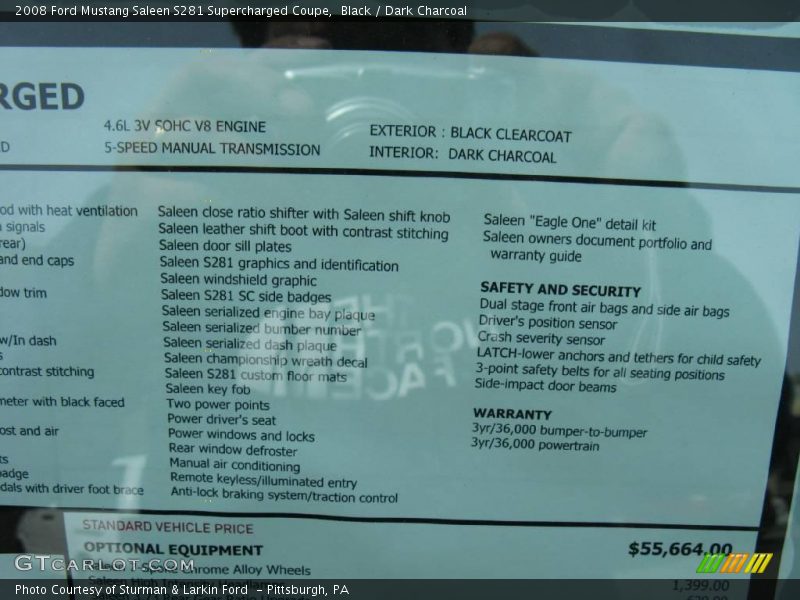 2008 Ford Mustang Saleen S281 Supercharged Coupe, Black / Dark Charcoal
RGED
4.6L 3V SOHC V8 ENGINE
D 5-SPEED MANUAL TRANSMISSION
EXTERIOR : BLACK CLEARCOAT
INTERIOR: DARK CHARCOAL
od with heat ventilation
signals
rear)
and end caps
dow trim
w/In dash
s
contrast stitching
meter with black faced
ost and air
ts
badge
dals with driver foot brace
Saleen close ratio shifter with Saleen shift knob
Saleen leather shift boot with contrast stitching
Saleen door sill plates
Saleen S281 graphics and identification
Saleen windshield graphic
Saleen S281 SC side badges
Saleen serialized engine bay plaque
Saleen serialized bumber number
Saleen serialized dash plaque
Saleen championship wreath decal
Saleen S281 custom floor mats
Saleen key fob
Two power points
Power driver's seat
Power windows and locks
Rear window defroster
Manual air conditioning
Remote keyless/illuminated entry
Anti-lock braking system/traction control
Saleen "Eagle One" detail kit
Saleen owners document portfolio and
warranty guide
SAFETY AND SECURITY
Dual stage front air bags and side air bags
Driver's position sensor
Crash severity sensor
LATCH-lower anchors and tethers for child safety
3-point safety belts for all seating positions
Side-impact door beams
WARRANTY
3yr/36,000 bumper-to-bumper
3yr/36,000 powertrain
STANDARD VEHICLE PRICE
$55,664.00
OPTIONAL EQUIPMENT
Chrome Alloy Wheels
1,399.00
Saleen High Intensity Headlamps
GTCARLOT.COM
Photo Courtesy of Sturman & Larkin Ford - Pittsburgh, PA